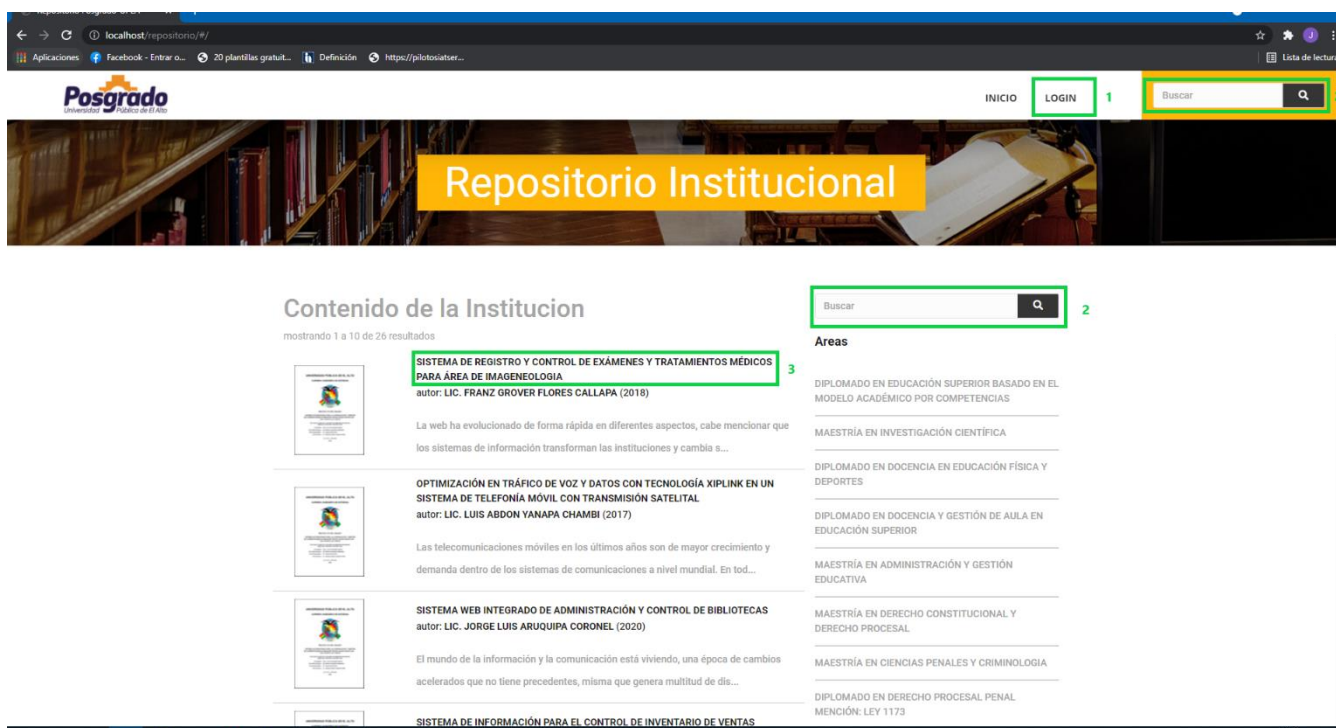 localhost/repositorio/#/
Aplicaciones Facebook - Entrar o... 20 plantillas gratuit... Definición https://pilotosiatser... Lista de lectura
Posgrado
Universidad Pública de El Alto
INICIO LOGIN 1 Buscar
Repositorio Institucional
Contenido de la Institucion
mostrando 1 a 10 de 26 resultados
SISTEMA DE REGISTRO Y CONTROL DE EXÁMENES Y TRATAMIENTOS MÉDICOS
PARA ÁREA DE IMAGENEOLOGIA
3
autor: LIC. FRANZ GROVER FLORES CALLAPA (2018)
La web ha evolucionado de forma rápida en diferentes aspectos, cabe mencionar que
los sistemas de información transforman las instituciones y cambia s...
OPTIMIZACIÓN EN TRÁFICO DE VOZ Y DATOS CON TECNOLOGÍA XIPLINK EN UN
SISTEMA DE TELEFONÍA MÓVIL CON TRANSMISIÓN SATELITAL
autor: LIC. LUIS ABDON YANAPA CHAMBI (2017)
Las telecomunicaciones móviles en los últimos años son de mayor crecimiento y
demanda dentro de los sistemas de comunicaciones a nivel mundial. En tod...
SISTEMA WEB INTEGRADO DE ADMINISTRACIÓN Y CONTROL DE BIBLIOTECAS
autor: LIC. JORGE LUIS ARUQUIPA CORONEL (2020)
El mundo de la información y la comunicación está viviendo, una época de cambios
acelerados que no tiene precedentes, misma que genera multitud de dis...
SISTEMA DE INFORMACIÓN PARA EL CONTROL DE INVENTARIO DE VENTAS
Buscar 2
Areas
DIPLOMADO EN EDUCACIÓN SUPERIOR BASADO EN EL
MODELO ACADÉMICO POR COMPETENCIAS
MAESTRÍA EN INVESTIGACIÓN CIENTÍFICA
DIPLOMADO EN DOCENCIA EN EDUCACIÓN FÍSICA Y
DEPORTES
DIPLOMADO EN DOCENCIA Y GESTIÓN DE AULA EN
EDUCACIÓN SUPERIOR
MAESTRÍA EN ADMINISTRACIÓN Y GESTIÓN
EDUCATIVA
MAESTRÍA EN DERECHO CONSTITUCIONAL Y
DERECHO PROCESAL
MAESTRÍA EN CIENCIAS PENALES Y CRIMINOLOGIA
DIPLOMADO EN DERECHO PROCESAL PENAL
MENCIÓN: LEY 1173